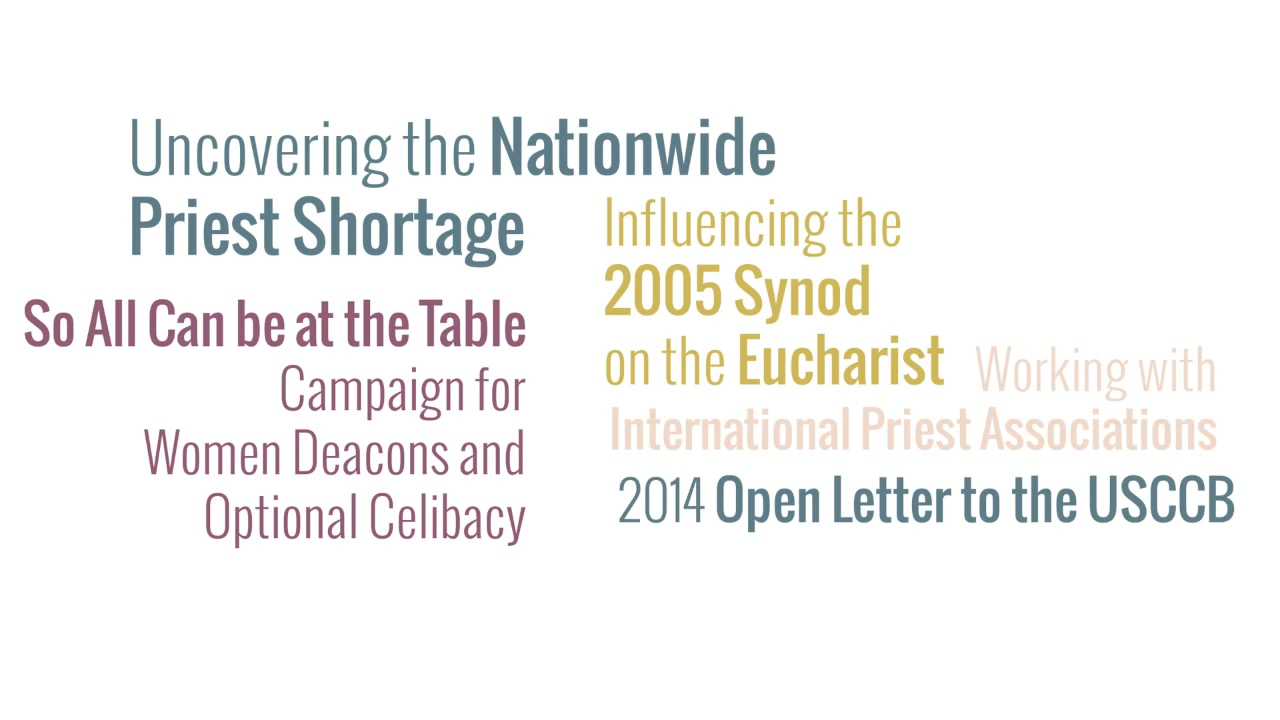 Uncovering the Nationwide
Priest Shortage
So All Can be at the Table
Campaign for
Women Deacons and
Optional Celibacy
Influencing the
2005 Synod
on the Eucharist
Working with
International Priest Associations
2014 Open Letter to the USCCB